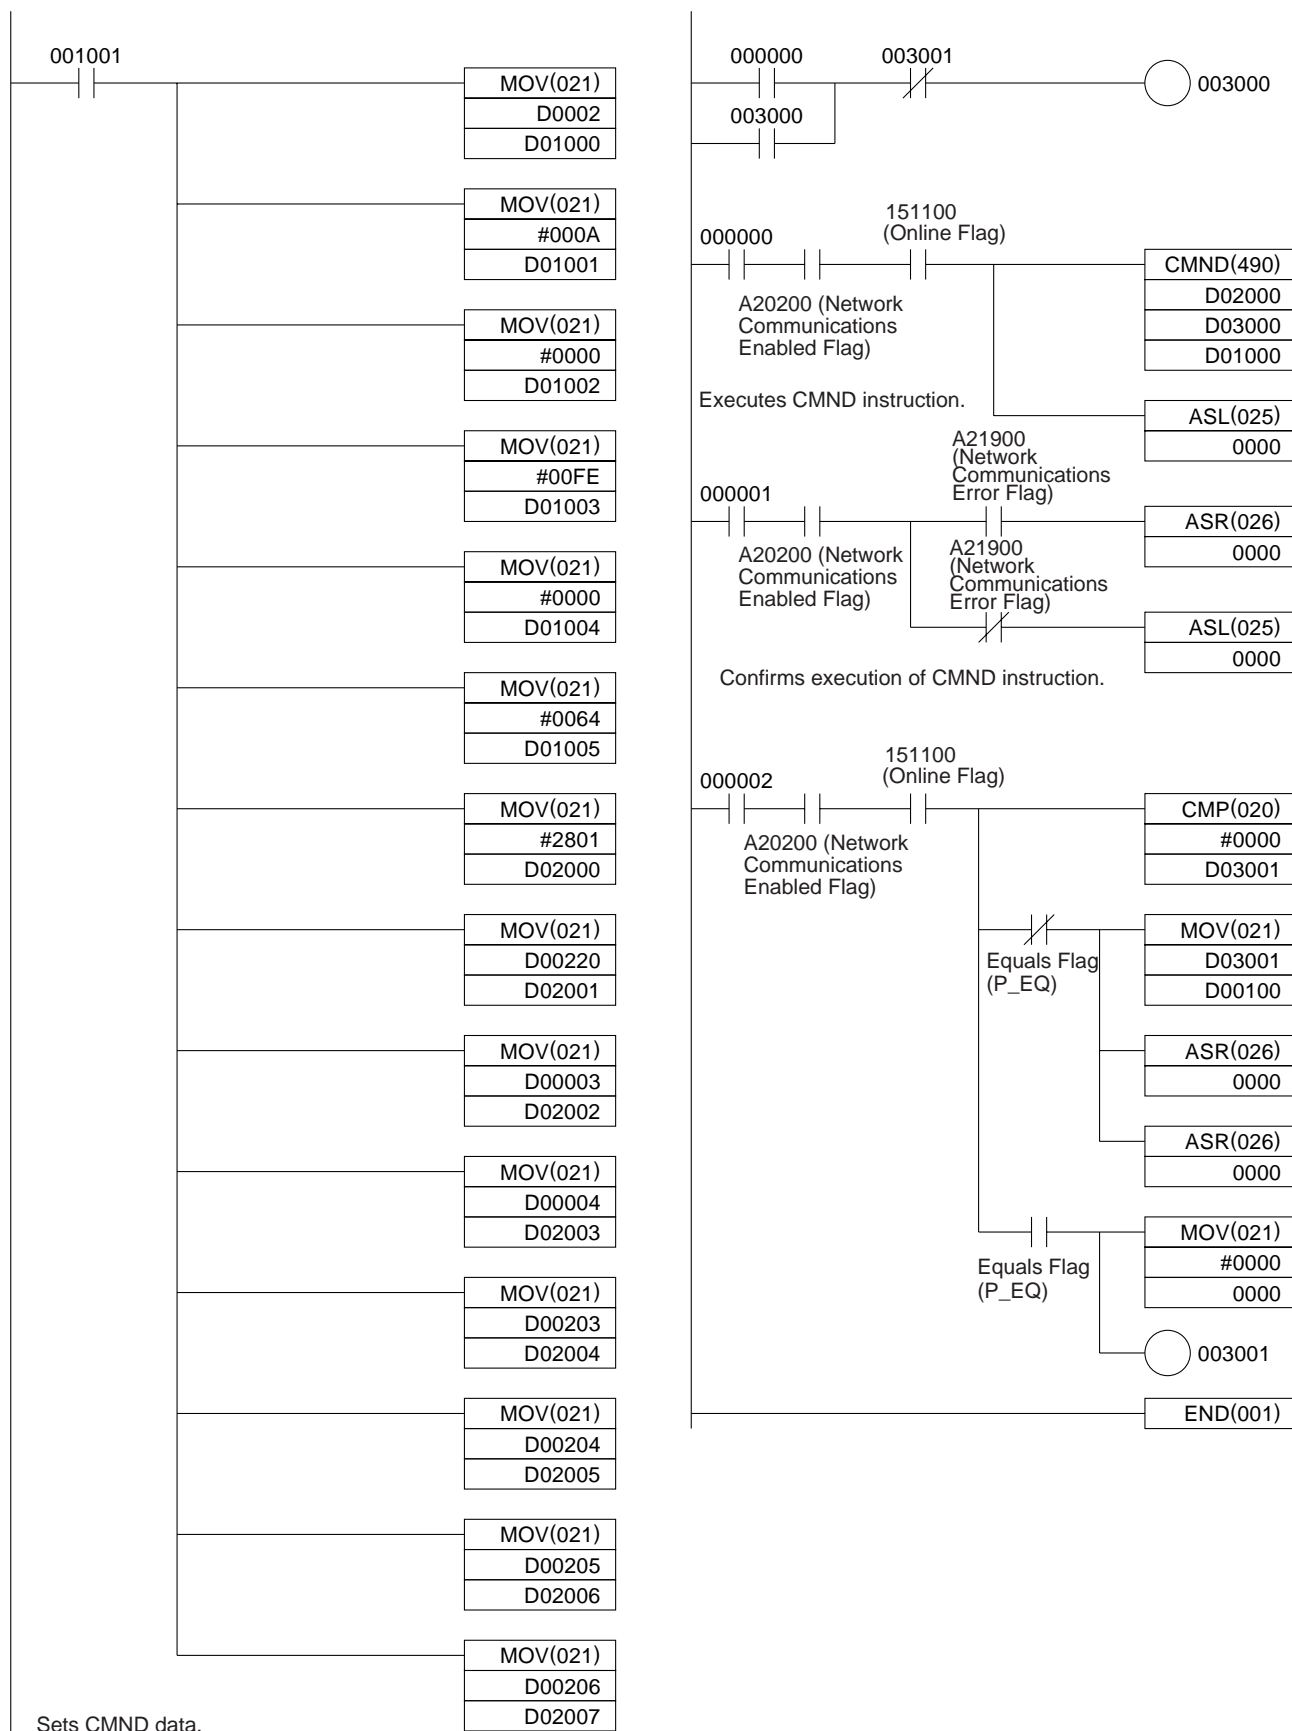 001001
MOV(021)
D0002
D01000
MOV(021)
#000A
D01001
MOV(021)
#0000
D01002
MOV(021)
#00FE
D01003
MOV(021)
#0000
D01004
MOV(021)
#0064
D01005
MOV(021)
#2801
D02000
MOV(021)
D00220
D02001
MOV(021)
D00003
D02002
MOV(021)
D00004
D02003
MOV(021)
D00203
D02004
MOV(021)
D00204
D02005
MOV(021)
D00205
D02006
MOV(021)
D00206
D02007
Sets CMND data.
000000
003001
003000
003000
000000
A20200 (Network
Communications
Enabled Flag)
151100
(Online Flag)
CMND(490)
D02000
D03000
D01000
ASL(025)
0000
Executes CMND instruction.
000001
A20200 (Network
Communications
Enabled Flag)
A21900
(Network
Communications
Error Flag)
ASR(026)
0000
A21900
(Network
Communications
Error Flag)
ASL(025)
0000
Confirms execution of CMND instruction.
000002
A20200 (Network
Communications
Enabled Flag)
151100
(Online Flag)
CMP(020)
#0000
D03001
Equals Flag
(P_EQ)
MOV(021)
D03001
D00100
ASR(026)
0000
ASR(026)
0000
Equals Flag
(P_EQ)
MOV(021)
#0000
0000
003001
END(001)